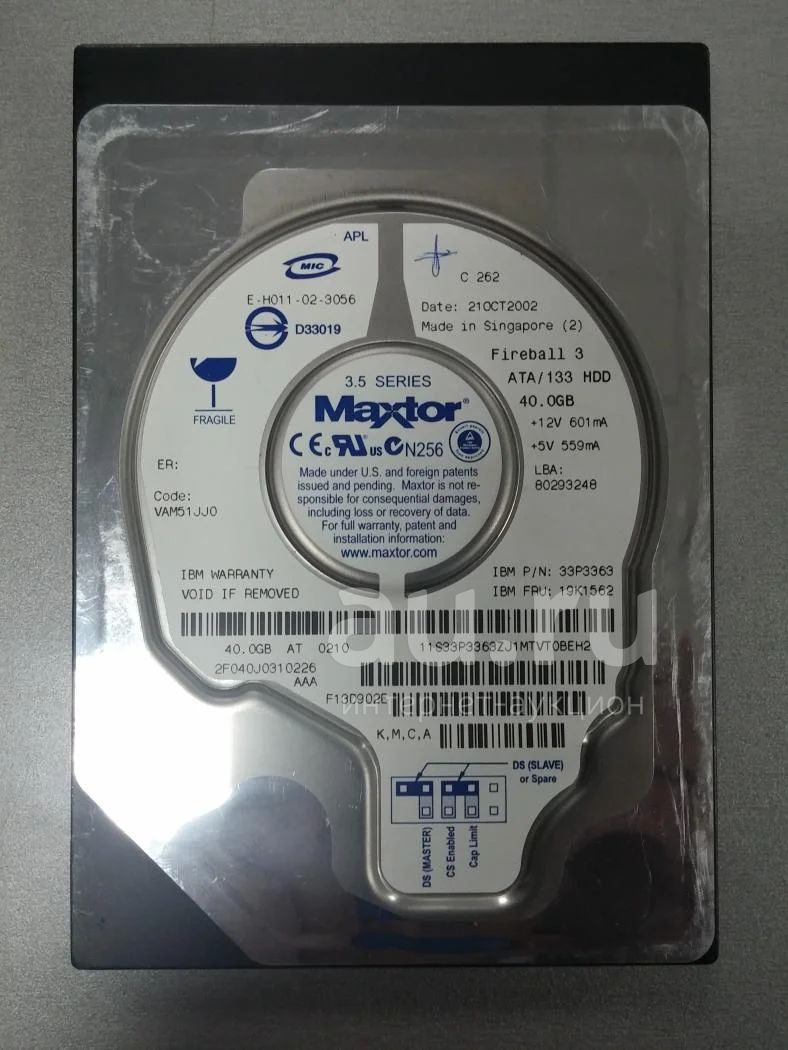 APL
MIC
E-H011-02-3056
D33019
FRAGILE
C 262
Date: 21OCT2002
Made in Singapore (2)
Fireball 3
ATA/133 HDD
40.0GB
+12V 601mA
+5V 559mA
LBA:
80293248
3.5 SERIES
Maxtor®
CE c RU us N256
Made under U.S. and foreign patents
issued and pending. Maxtor is not re-
sponsible for consequential damages,
including loss or recovery of data.
For full warranty, patent and
installation information:
www.maxtor.com
ER:
Code:
VAM51JJ0
IBM WARRANTY
VOID IF REMOVED
IBM P/N: 33P3363
IBM FRU: 19K1562
40.0GB AT 0210
11S33P3363ZJ1MTVT0BEH2
2F040J0310226
AAA
F13D902E
K,M,C,A
DS (SLAVE)
or Spare
DS (MASTER)
CS Enabled
Cap Limit
au.ru
интернет-аукцион